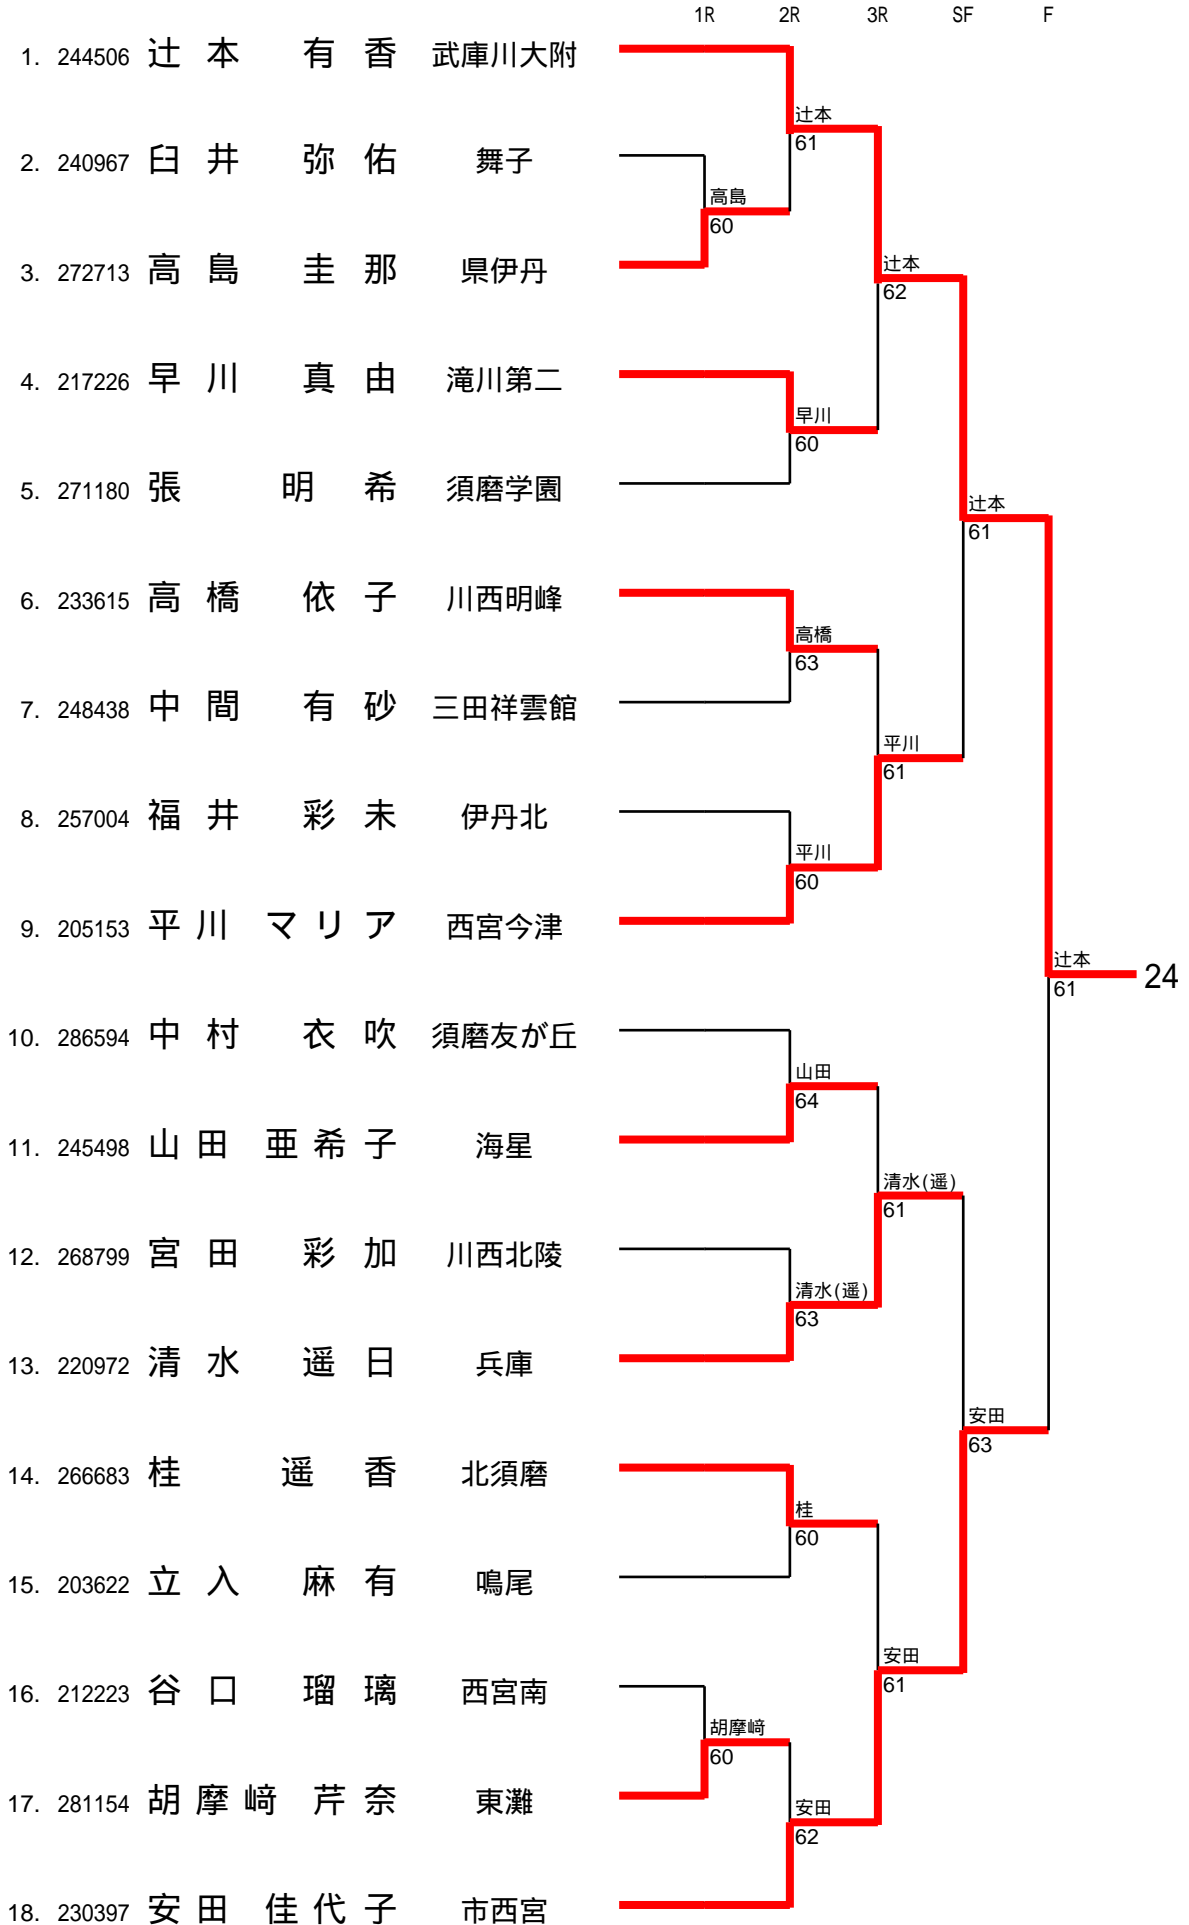 1R 2R 3R SF F
1. 244506 辻本 有香 武庫川大附
辻本
61
2. 240967 臼井 弥佑 舞子
高島
60
3. 272713 高島 圭那 県伊丹
辻本
62
4. 217226 早川 真由 滝川第二
早川
60
5. 271180 張 明希 須磨学園
辻本
61
6. 233615 高橋 依子 川西明峰
高橋
63
7. 248438 中間 有砂 三田祥雲館
平川
61
8. 257004 福井 彩未 伊丹北
平川
60
9. 205153 平川 マリア 西宮今津
辻本
61
24
10. 286594 中村 衣吹 須磨友が丘
山田
64
11. 245498 山田 亜希子 海星
清水(遥)
61
12. 268799 宮田 彩加 川西北陵
清水(遥)
63
13. 220972 清水 遥日 兵庫
安田
63
14. 266683 桂 遥香 北須磨
桂
60
15. 203622 立入 麻有 鳴尾
安田
61
16. 212223 谷口 瑠璃 西宮南
胡摩﨑
60
17. 281154 胡摩﨑 芹奈 東灘
安田
62
18. 230397 安田 佳代子 市西宮